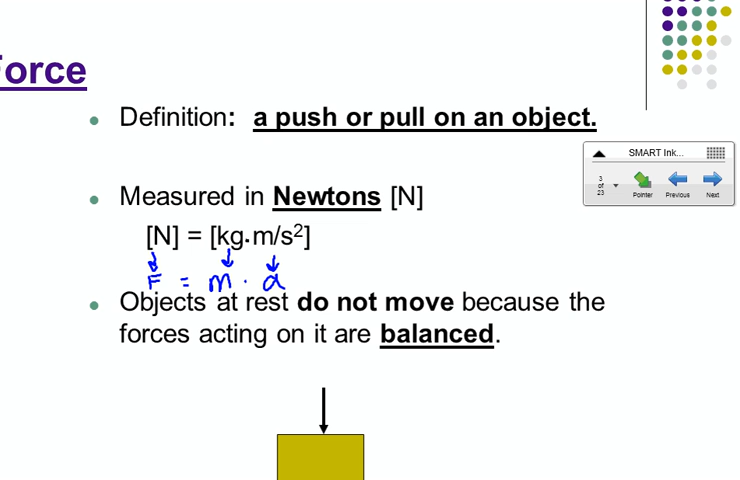 Force
Definition: a push or pull on an object.
SMART Ink...
3
of
23
Pointer
Previous
Next
Measured in Newtons [N]
[N] = [kg·m/s²]
F = m · a
Objects at rest do not move because the
forces acting on it are balanced.